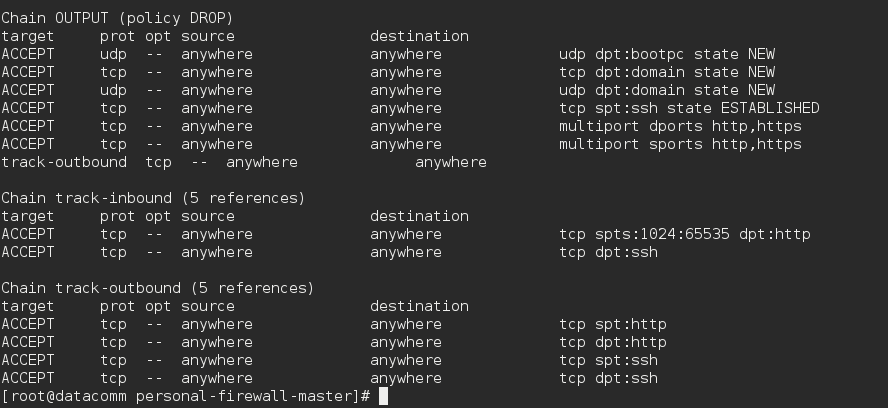 Chain OUTPUT (policy DROP)
target     prot opt source               destination
ACCEPT     udp  --  anywhere             anywhere             udp dpt:bootpc state NEW
ACCEPT     tcp  --  anywhere             anywhere             tcp dpt:domain state NEW
ACCEPT     udp  --  anywhere             anywhere             udp dpt:domain state NEW
ACCEPT     tcp  --  anywhere             anywhere             tcp spt:ssh state ESTABLISHED
ACCEPT     tcp  --  anywhere             anywhere             multiport dports http,https
ACCEPT     tcp  --  anywhere             anywhere             multiport sports http,https
track-outbound  tcp  --  anywhere             anywhere
Chain track-inbound (5 references)
target     prot opt source               destination
ACCEPT     tcp  --  anywhere             anywhere             tcp spts:1024:65535 dpt:http
ACCEPT     tcp  --  anywhere             anywhere             tcp dpt:ssh
Chain track-outbound (5 references)
target     prot opt source               destination
ACCEPT     tcp  --  anywhere             anywhere             tcp spt:http
ACCEPT     tcp  --  anywhere             anywhere             tcp dpt:http
ACCEPT     tcp  --  anywhere             anywhere             tcp spt:ssh
ACCEPT     tcp  --  anywhere             anywhere             tcp dpt:ssh
[root@datacomm personal-firewall-master]#